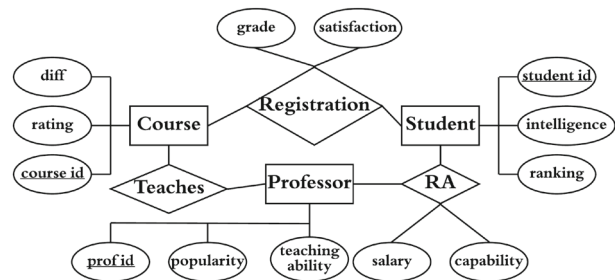 grade
satisfaction
diff
student id
Registration
rating
Course
Student
intelligence
course id
Teaches
Professor
RA
ranking
prof id
popularity
teaching
ability
salary
capability